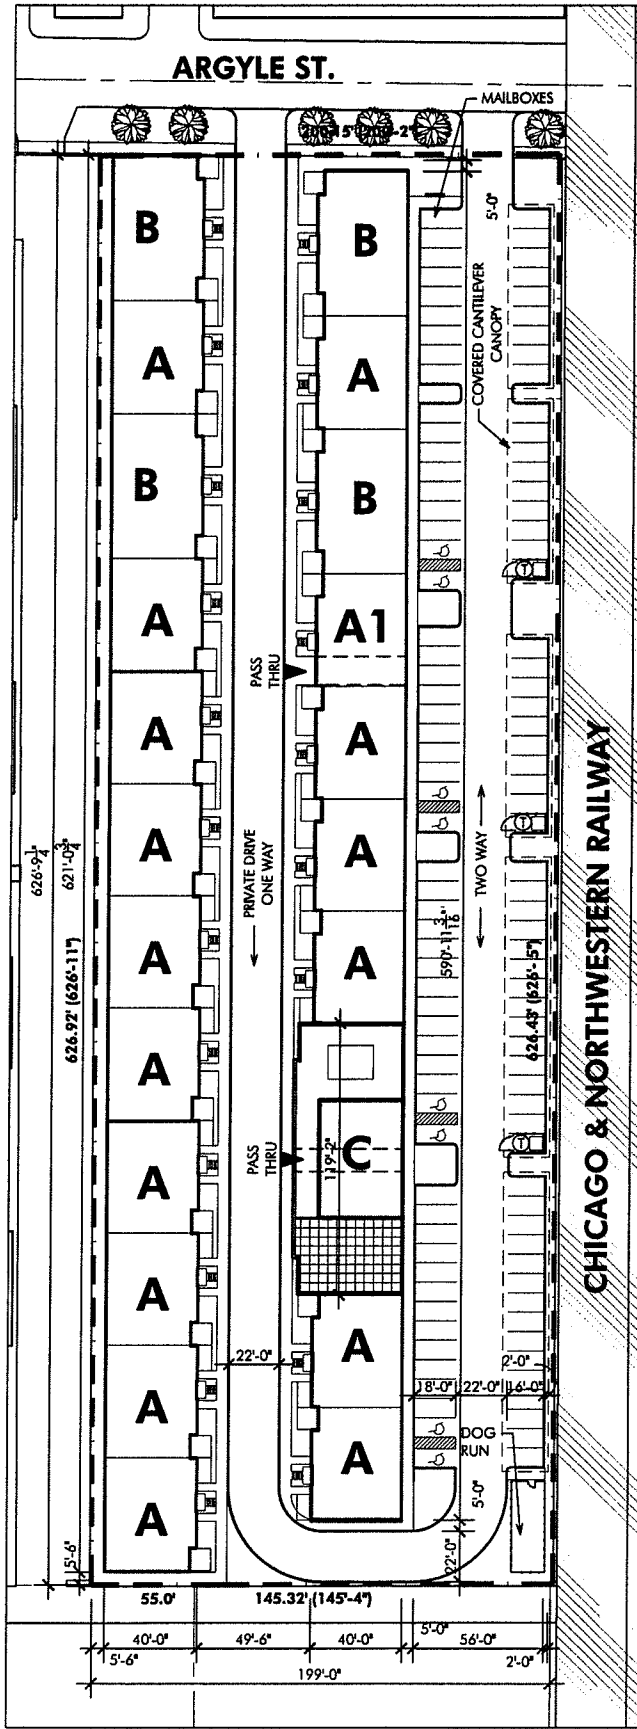 ARGYLE ST.
MAILBOXES
B
A
B
A
A
A
A
A
A
A
A
A
B
A
B
A1
A
A
A
C
A
A
5'-0"
COVERED CANTILEVER
CANOPY
PASS
THRU
PRIVATE DRIVE
ONE WAY
TWO WAY
626'-9 1/4
621'-0 3/4
626.92' (626'-11")
590'-11 3/16"
626.43' (626'-5")
CHICAGO & NORTHWESTERN RAILWAY
PASS
THRU
119'-2"
T
T
T
22'-0"
2'-0"
18'-0"
22'-0"
16'-0"
DOG
RUN
5'-0"
22'-0"
5'-6"
55.0'
145.32' (145'-4")
40'-0"
49'-6"
40'-0"
5'-0"
56'-0"
5'-6"
2'-0"
199'-0"